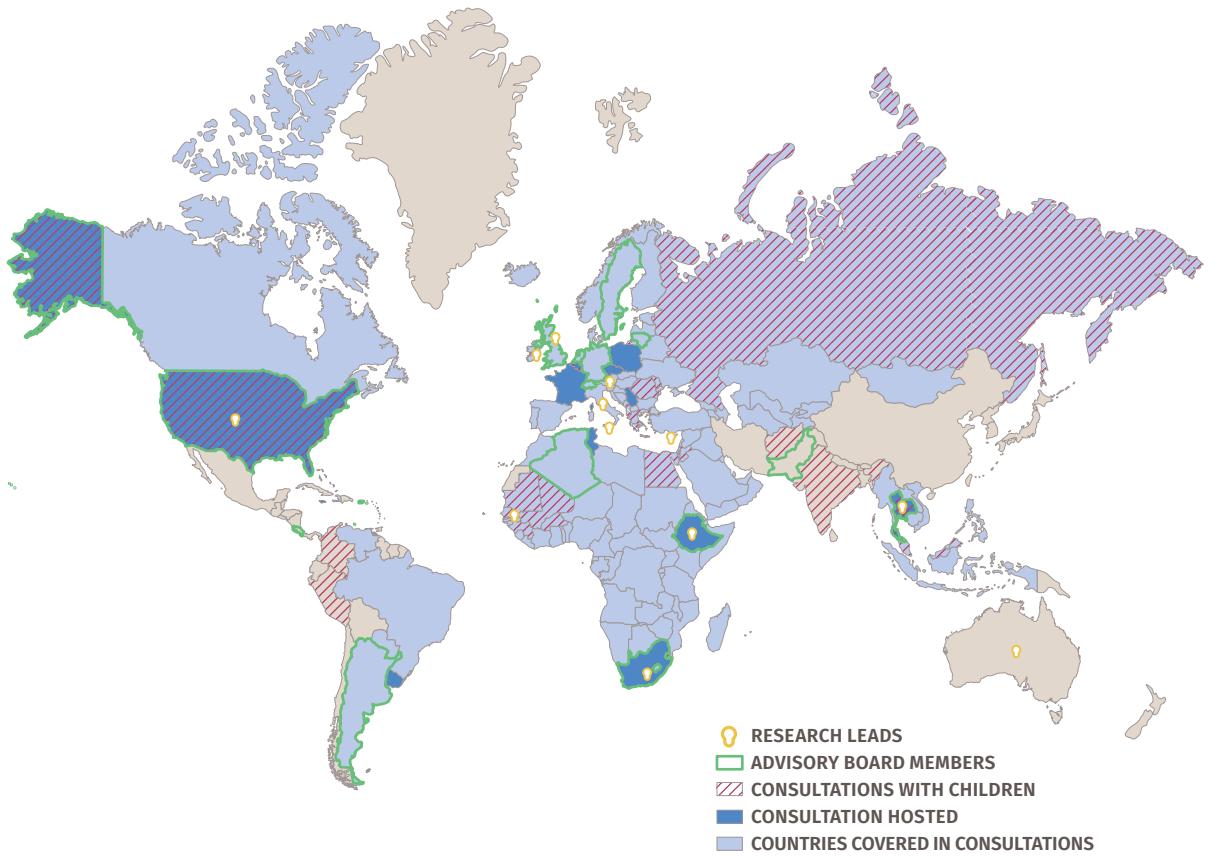 RESEARCH LEADS
ADVISORY BOARD MEMBERS
CONSULTATIONS WITH CHILDREN
CONSULTATION HOSTED
COUNTRIES COVERED IN CONSULTATIONS